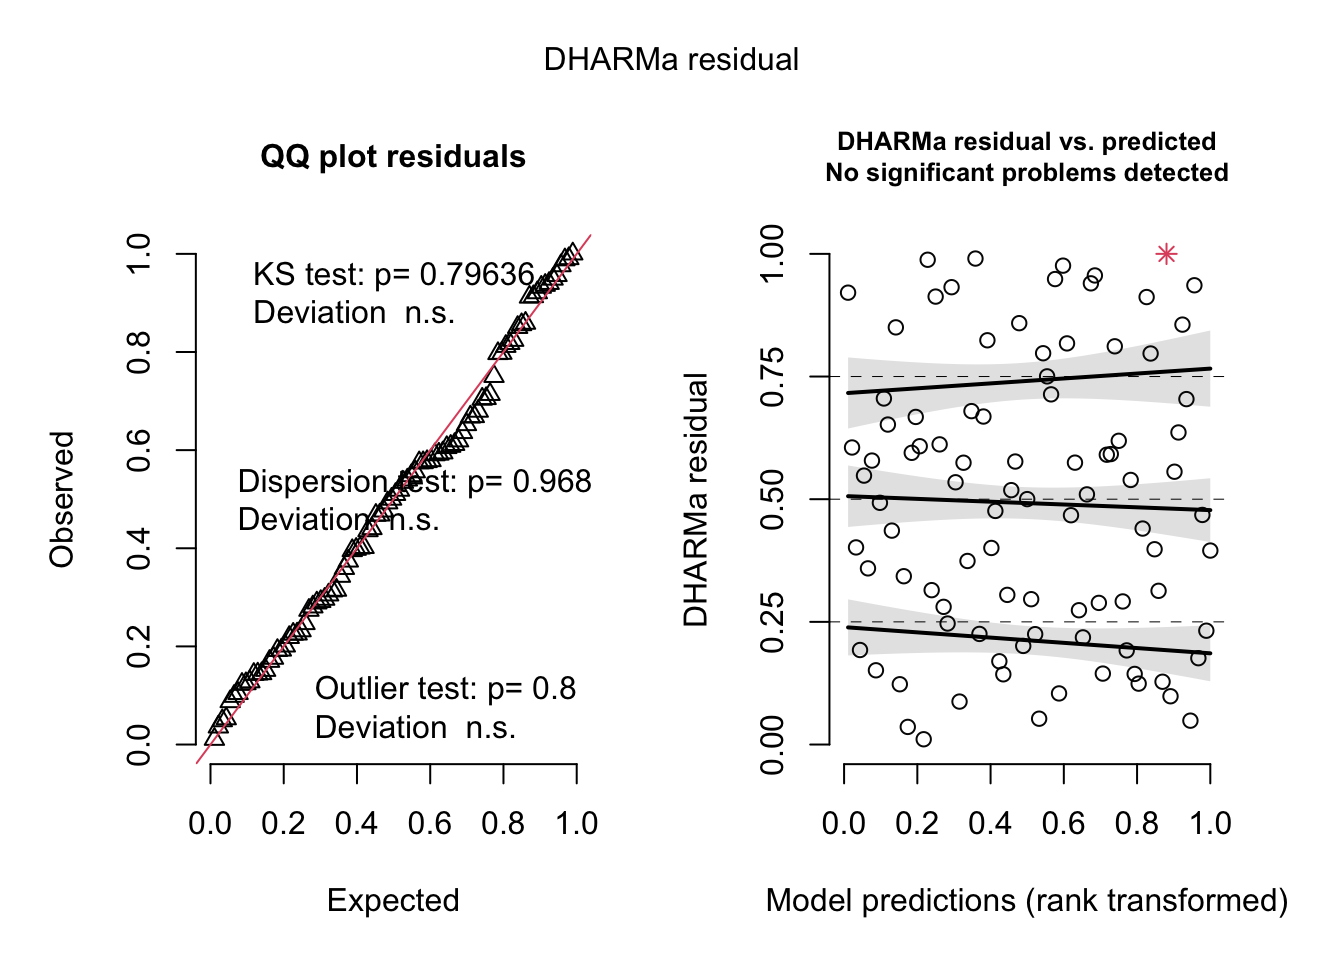 DHARMa residual
QQ plot residuals
KS test: p= 0.79636
Deviation  n.s.
Dispersion test: p= 0.968
Deviation n.s.
Outlier test: p= 0.8
Deviation  n.s.
Observed
0.0 0.2 0.4 0.6 0.8 1.0
0.0 0.2 0.4 0.6 0.8 1.0
Expected
DHARMa residual vs. predicted
No significant problems detected
DHARMa residual
0.00 0.25 0.50 0.75 1.00
0.0 0.2 0.4 0.6 0.8 1.0
Model predictions (rank transformed)